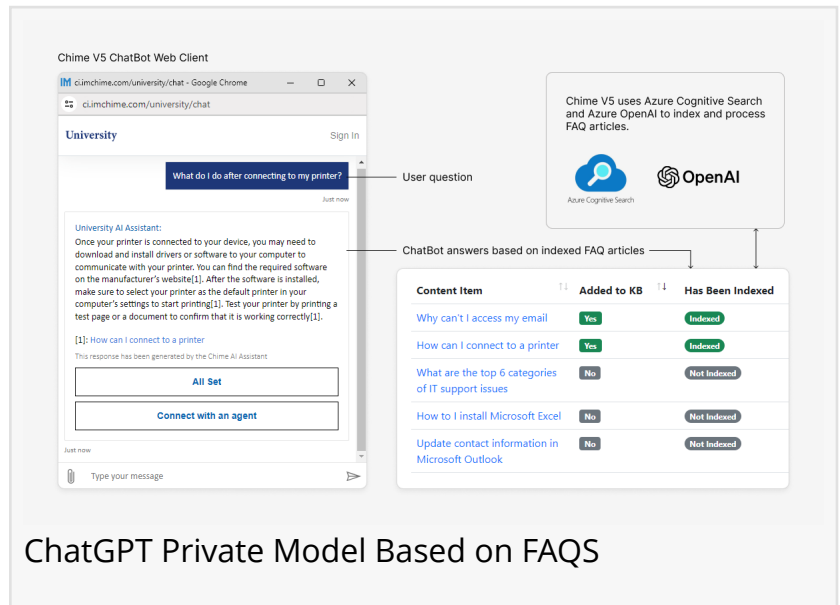 Chime V5 ChatBot Web Client
IM ci.imchime.com/university/chat - Google Chrome
ci.imchime.com/university/chat
University Sign In
What do I do after connecting to my printer?
Just now
University AI Assistant:
Once your printer is connected to your device, you may need to
download and install drivers or software to your computer to
communicate with your printer. You can find the required software
on the manufacturer's website[1]. After the software is installed,
make sure to select your printer as the default printer in your
computer's settings to start printing[1]. Test your printer by printing a
test page or a document to confirm that it is working correctly[1].
[1]: How can I connect to a printer
This response has been generated by the Chime AI Assistant
All Set
Connect with an agent
Just now
Type your message
User question
ChatBot answers based on indexed FAQ articles
Chime V5 uses Azure Cognitive Search
and Azure OpenAI to index and process
FAQ articles.
Azure Cognitive Search
OpenAI
Content Item Added to KB Has Been Indexed
Why can't I access my email Yes Indexed
How can I connect to a printer Yes Indexed
What are the top 6 categories No Not Indexed
of IT support issues
How to I install Microsoft Excel No Not Indexed
Update contact information in No Not Indexed
Microsoft Outlook
ChatGPT Private Model Based on FAQS